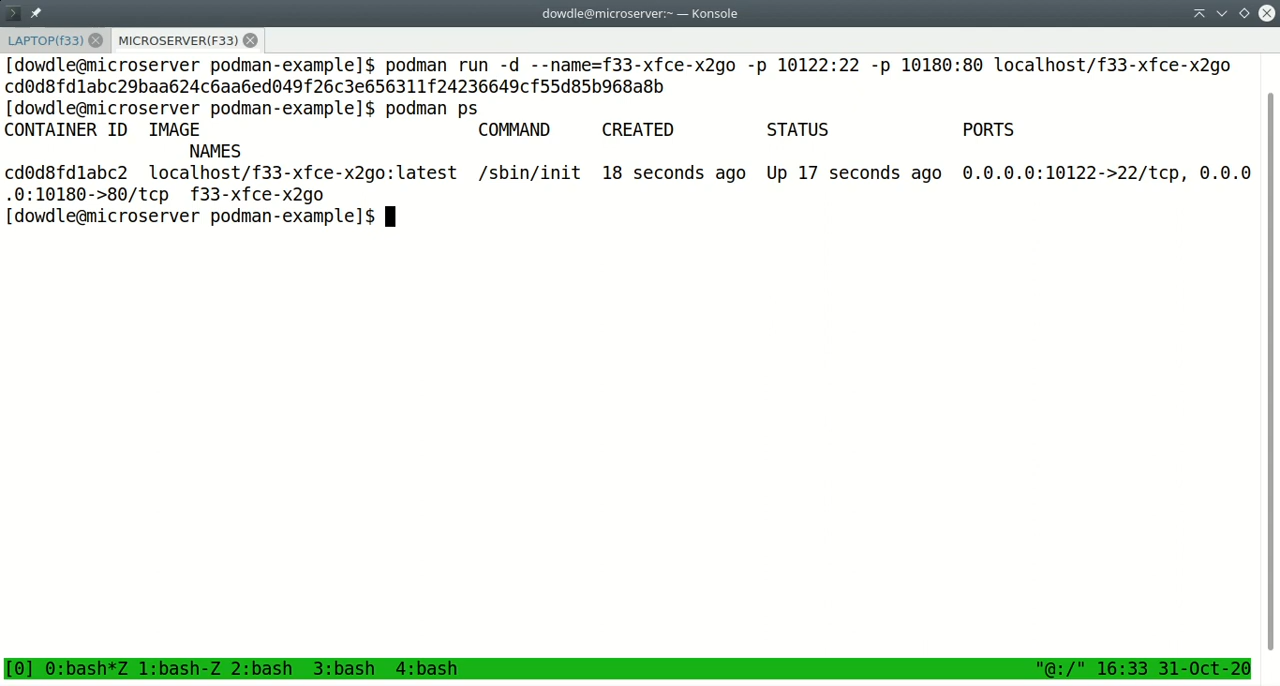 dowdle@microserver:~ — Konsole
LAPTOP(f33) MICROSERVER(F33)
[dowdle@microserver podman-example]$ podman run -d --name=f33-xfce-x2go -p 10122:22 -p 10180:80 localhost/f33-xfce-x2go
cd0d8fd1abc29baa624c6aa6ed049f26c3e656311f24236649cf55d85b968a8b
[dowdle@microserver podman-example]$ podman ps
CONTAINER ID  IMAGE                           COMMAND     CREATED         STATUS             PORTS
                  NAMES
cd0d8fd1abc2  localhost/f33-xfce-x2go:latest  /sbin/init  18 seconds ago  Up 17 seconds ago  0.0.0.0:10122->22/tcp, 0.0.0
.0:10180->80/tcp  f33-xfce-x2go
[dowdle@microserver podman-example]$
[0] 0:bash*Z 1:bash-Z 2:bash  3:bash  4:bash "@:/" 16:33 31-Oct-20